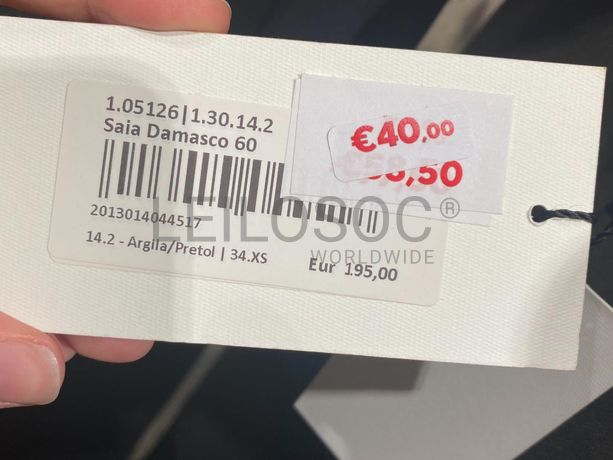 1.05126|1.30.14.2
Saia Damasco 60
€40,00
,50
2013014044517
14.2 - Argila/Pretol | 34.XS
Eur 195,00
LEILOSOC®
WORLDWIDE